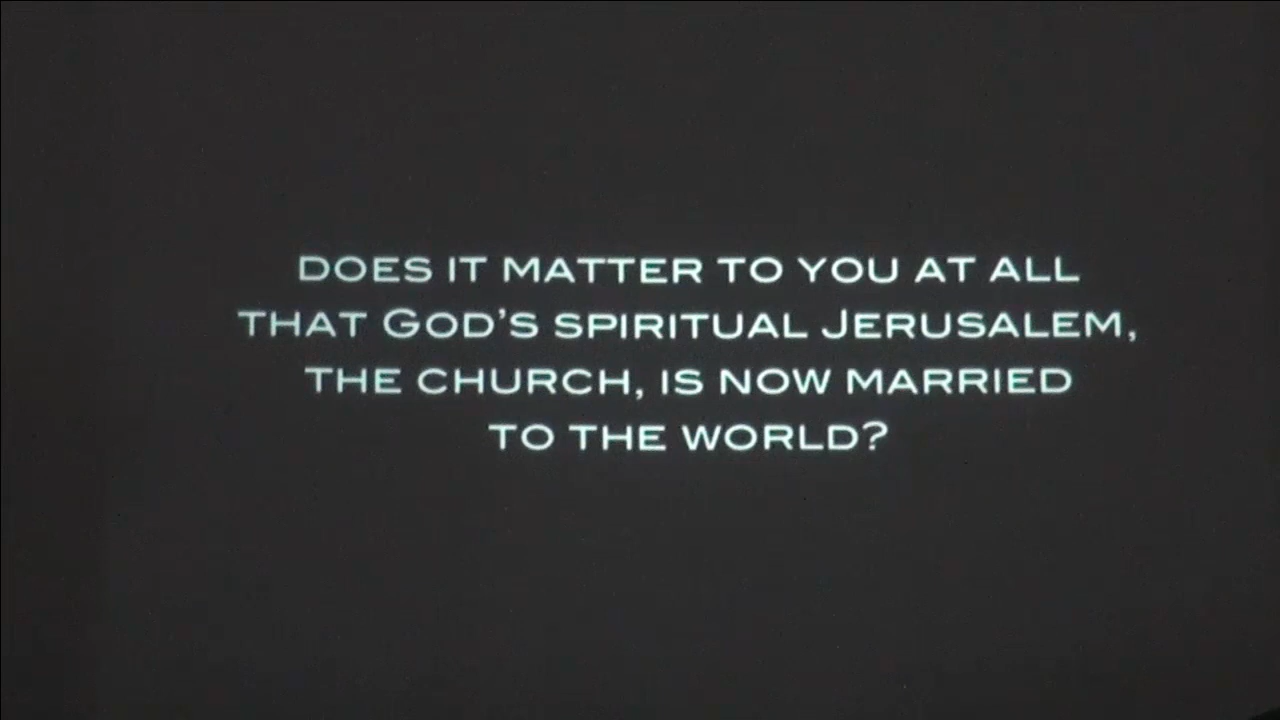 DOES IT MATTER TO YOU AT ALL
THAT GOD'S SPIRITUAL JERUSALEM,
THE CHURCH, IS NOW MARRIED
TO THE WORLD?